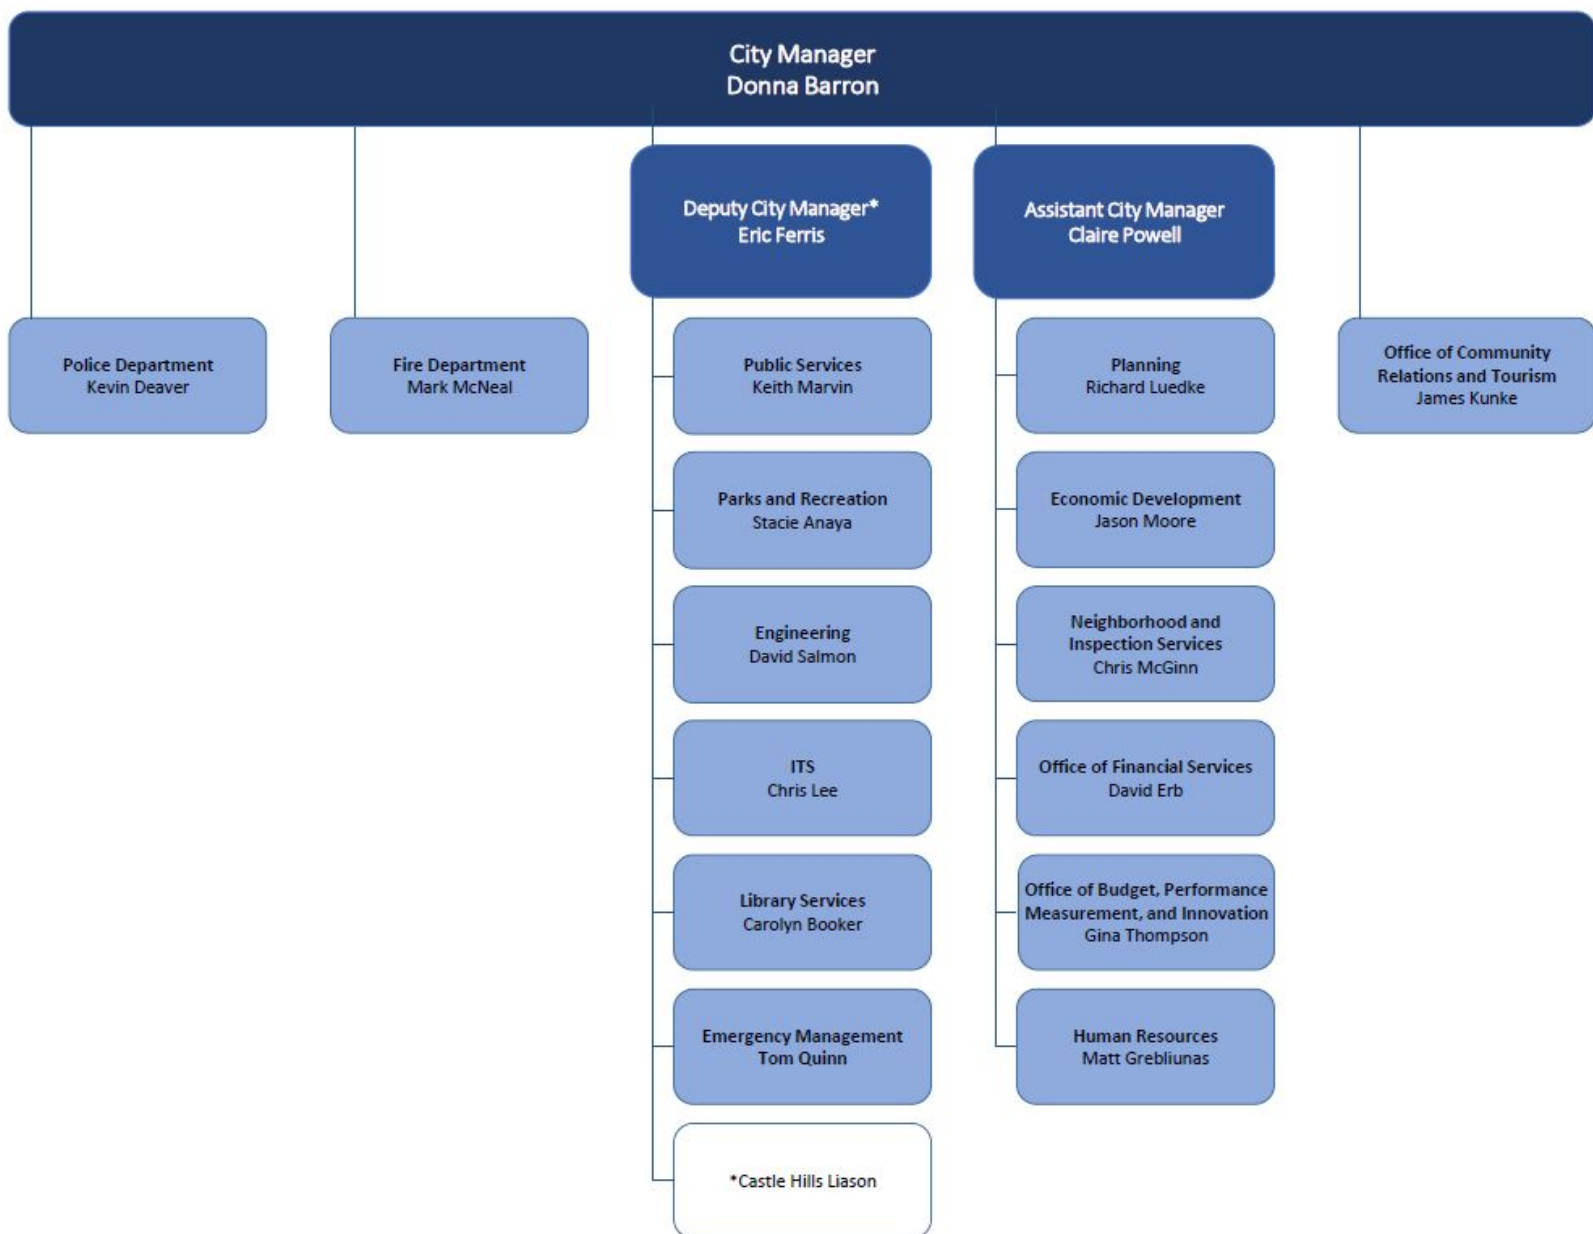 City Manager
Donna Barron
Deputy City Manager*
Eric Ferris
Assistant City Manager
Claire Powell
Police Department
Kevin Deaver
Fire Department
Mark McNeal
Public Services
Keith Marvin
Planning
Richard Luedke
Office of Community
Relations and Tourism
James Kunke
Parks and Recreation
Stacie Anaya
Economic Development
Jason Moore
Engineering
David Salmon
Neighborhood and
Inspection Services
Chris McGinn
ITS
Chris Lee
Office of Financial Services
David Erb
Library Services
Carolyn Booker
Office of Budget, Performance
Measurement, and Innovation
Gina Thompson
Emergency Management
Tom Quinn
Human Resources
Matt Grebliunas
*Castle Hills Liason